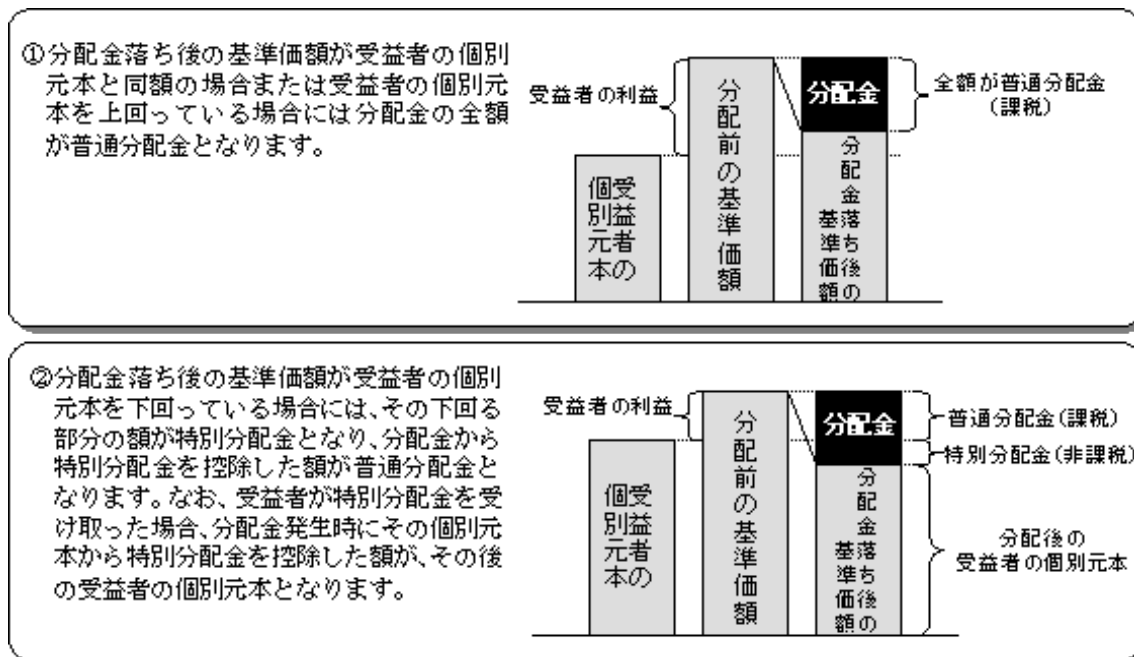 ①分配金落ち後の基準価額が受益者の個別
元本と同額の場合または受益者の個別元
本を上回っている場合には分配金の全額
が普通分配金となります。
受益者の利益
受益者の
個別元本
分配前の基準価額
分配金
分配金落ち後の
基準価額
全額が普通分配金
(課税)
②分配金落ち後の基準価額が受益者の個別
元本を下回っている場合には、その下回る
部分の額が特別分配金となり、分配金から
特別分配金を控除した額が普通分配金と
なります。なお、受益者が特別分配金を受
け取った場合、分配金発生時にその個別元
本から特別分配金を控除した額が、その後
の受益者の個別元本となります。
受益者の利益
受益者の
個別元本
分配前の基準価額
分配金
分配金落ち後の
基準価額
普通分配金(課税)
特別分配金(非課税)
分配後の
受益者の個別元本